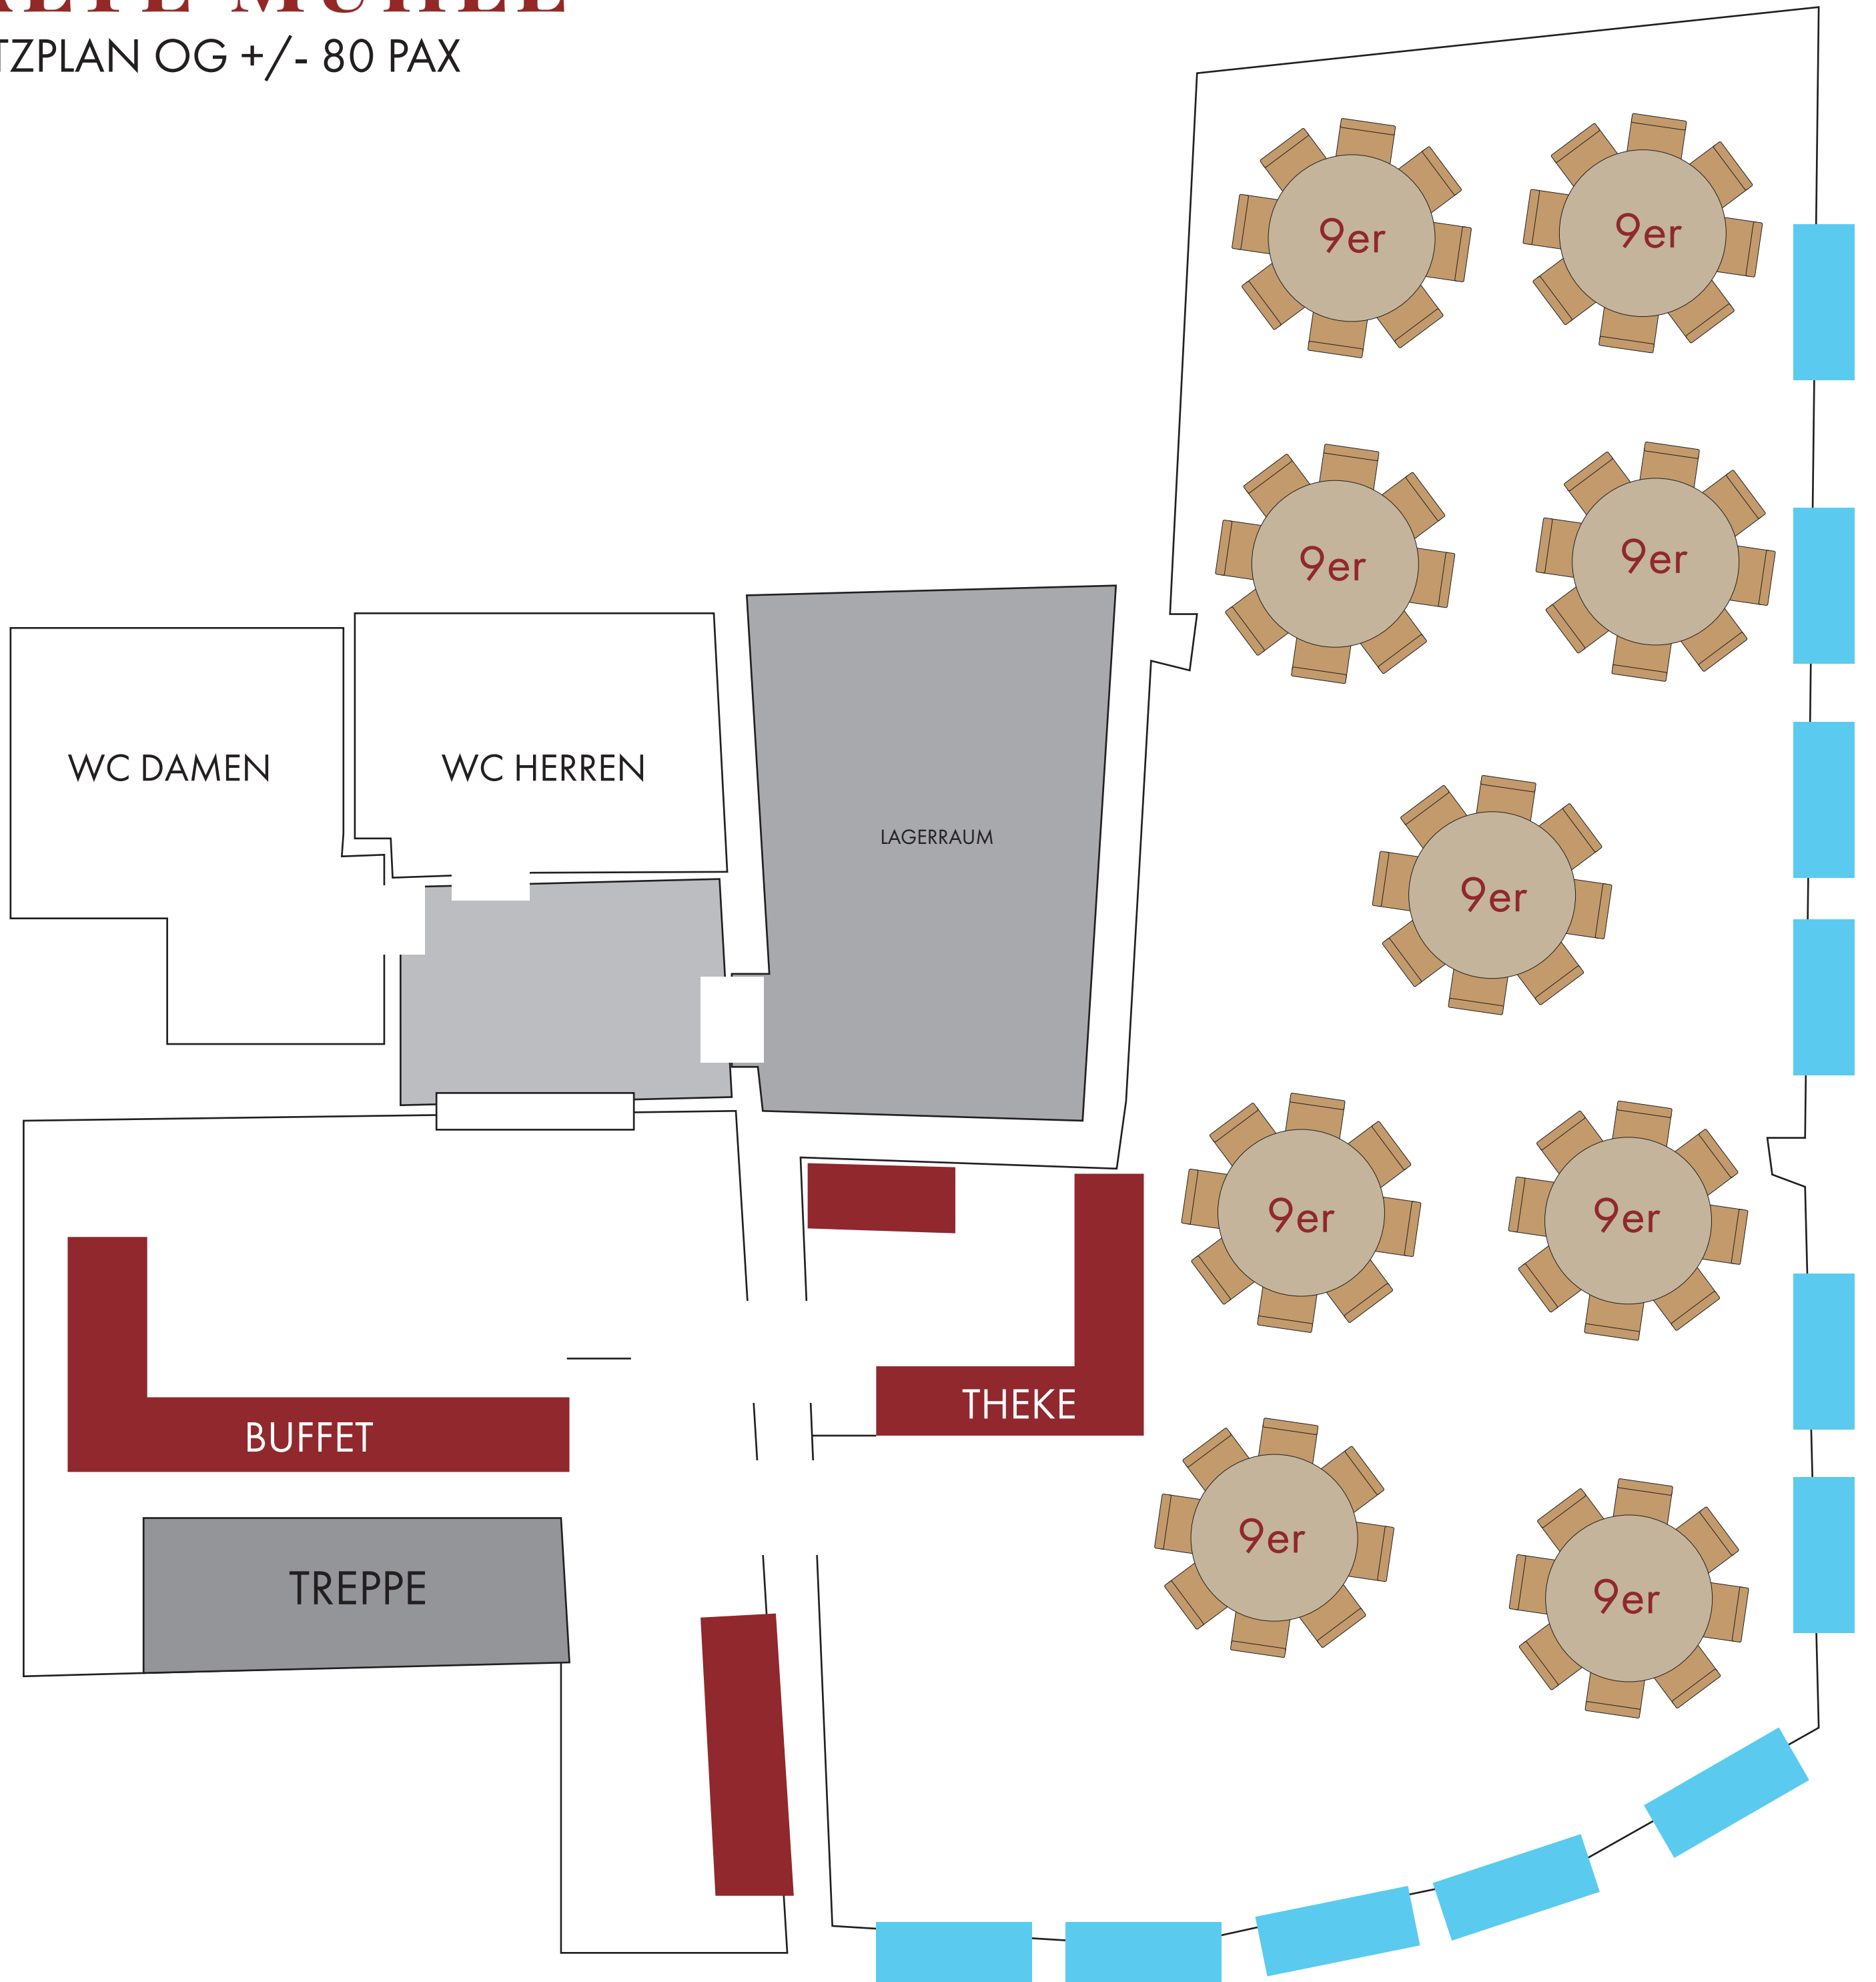 TZPLAN OG +/- 80 PAX
9er
9er
9er
9er
WC DAMEN
WC HERREN
LAGERRAUM
9er
9er
9er
THEKE
BUFFET
9er
TREPPE
9er